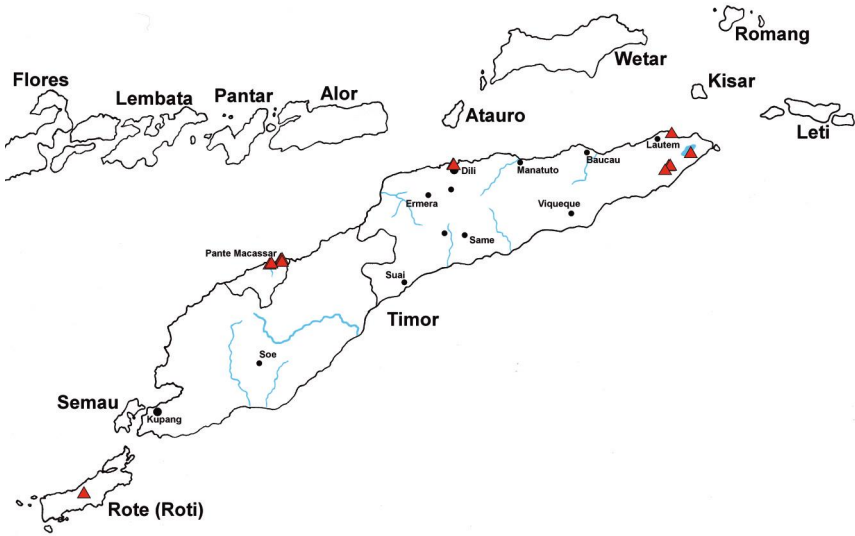 Romang
Wetar
Flores
Kisar
Lembata
Pantar
Alor
Atauro
Leti
Lautem
Baucau
Dili
Manatuto
Ermera
Viqueque
Same
Pante Macassar
Suai
Timor
Soe
Semau
Kupang
Rote (Roti)